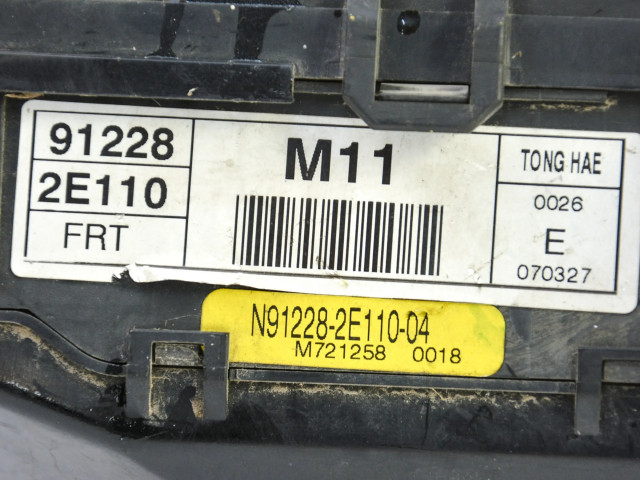 91228
2E110
FRT
M11
TONG HAE
0026
E
070327
N91228-2E110-04
M721258 0018